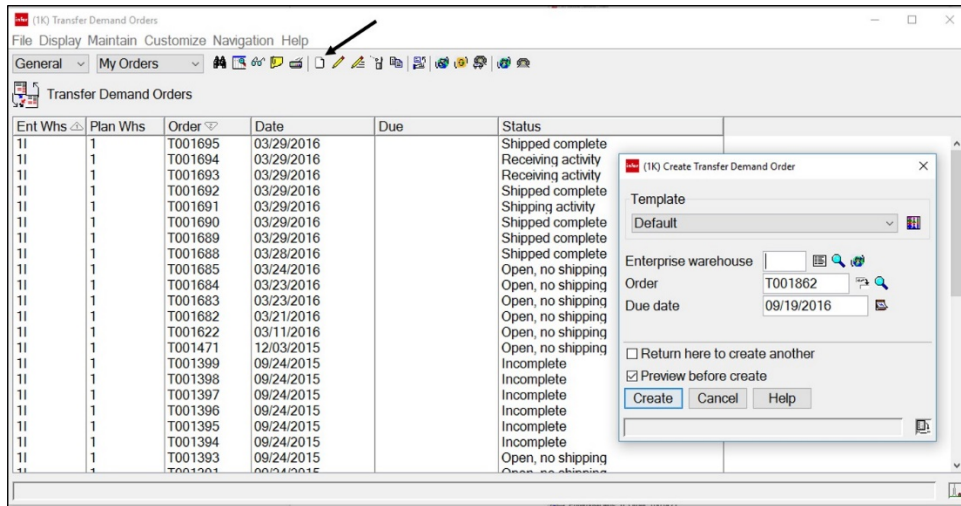 infor (1K) Transfer Demand Orders
File Display Maintain Customize Navigation Help
General My Orders
Transfer Demand Orders
Ent Whs Plan Whs Order Date Due Status
1I 1 T001695 03/29/2016 Shipped complete
1I 1 T001694 03/29/2016 Receiving activity
1I 1 T001693 03/29/2016 Receiving activity
1I 1 T001692 03/29/2016 Shipped complete
1I 1 T001691 03/29/2016 Shipping activity
1I 1 T001690 03/29/2016 Shipped complete
1I 1 T001689 03/29/2016 Shipped complete
1I 1 T001688 03/28/2016 Shipped complete
1I 1 T001685 03/24/2016 Open, no shipping
1I 1 T001684 03/23/2016 Open, no shipping
1I 1 T001683 03/23/2016 Open, no shipping
1I 1 T001682 03/21/2016 Open, no shipping
1I 1 T001622 03/11/2016 Open, no shipping
1I 1 T001471 12/03/2015 Open, no shipping
1I 1 T001399 09/24/2015 Incomplete
1I 1 T001398 09/24/2015 Incomplete
1I 1 T001397 09/24/2015 Incomplete
1I 1 T001396 09/24/2015 Incomplete
1I 1 T001395 09/24/2015 Incomplete
1I 1 T001394 09/24/2015 Incomplete
1I 1 T001393 09/24/2015 Open, no shipping
infor (1K) Create Transfer Demand Order
Template
Default
Enterprise warehouse
Order T001862
Due date 09/19/2016
Return here to create another
Preview before create
Create Cancel Help